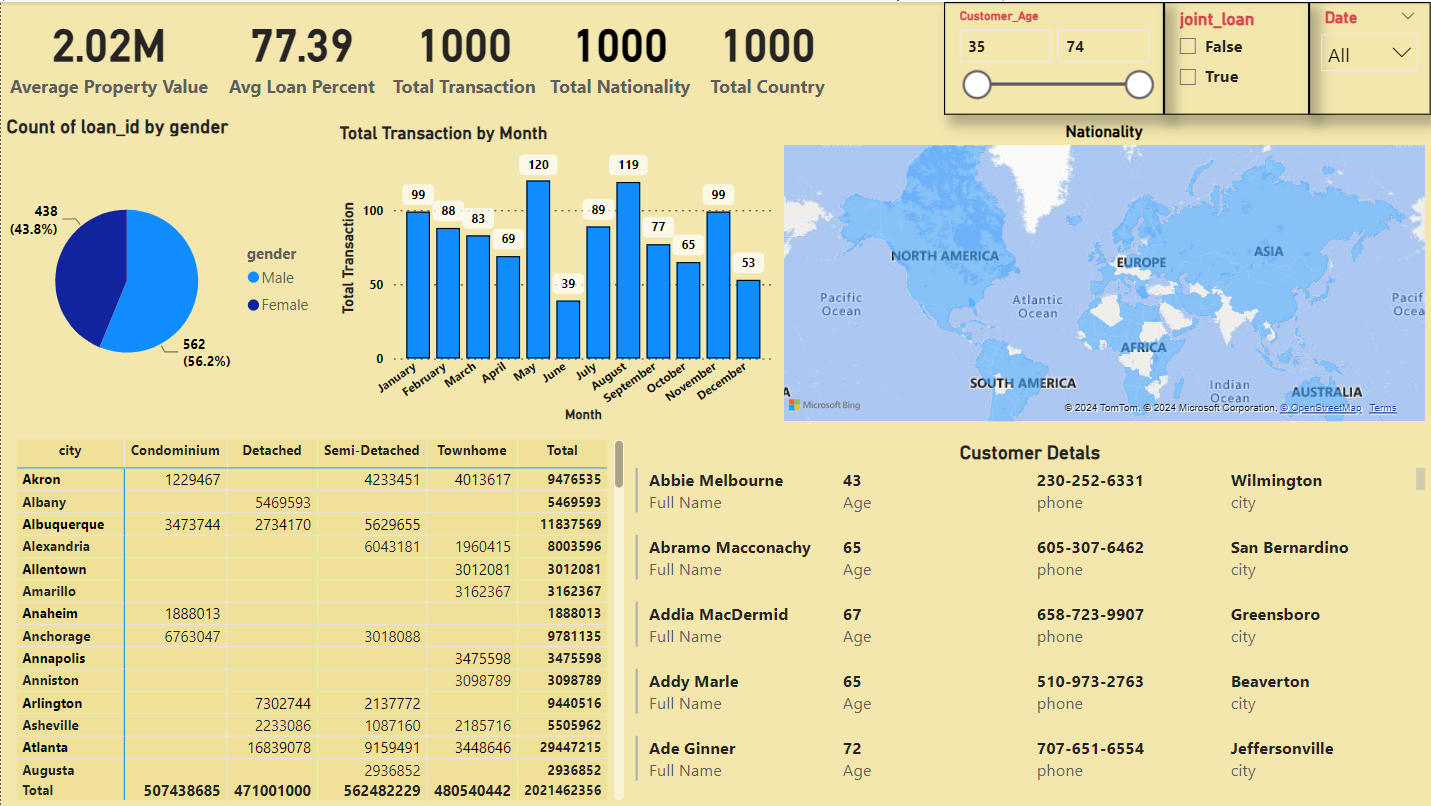 2.02M 77.39 1000 1000 1000
Average Property Value Avg Loan Percent Total Transaction Total Nationality Total Country
Customer_Age
35 74
joint_loan
False
True
Date
All
Count of loan_id by gender
438
(43.8%)
562
(56.2%)
gender
Male
Female
Total Transaction by Month
Total Transaction
100
50
0
99 88 83 69 120 39 89 119 77 65 99 53
January February March April May June July August September October November December
Month
Nationality
NORTH AMERICA
EUROPE
ASIA
Pacific
Ocean
Atlantic
Ocean
Pacif
Ocea
AFRICA
SOUTH AMERICA
Indian
Ocean
AUSTRALIA
A
Microsoft Bing
© 2024 TomTom, © 2024 Microsoft Corporation, © OpenStreetMap Terms
city Condominium Detached Semi-Detached Townhome Total
Akron 1229467 4233451 4013617 9476535
Albany 5469593 5469593
Albuquerque 3473744 2734170 5629655 11837569
Alexandria 6043181 1960415 8003596
Allentown 3012081 3012081
Amarillo 3162367 3162367
Anaheim 1888013 1888013
Anchorage 6763047 3018088 9781135
Annapolis 3475598 3475598
Anniston 3098789 3098789
Arlington 7302744 2137772 9440516
Asheville 2233086 1087160 2185716 5505962
Atlanta 16839078 9159491 3448646 29447215
Augusta 2936852 2936852
Total 507438685 471001000 562482229 480540442 2021462356
Customer Detals
Abbie Melbourne 43 230-252-6331 Wilmington
Full Name Age phone city
Abramo Macconachy 65 605-307-6462 San Bernardino
Full Name Age phone city
Addia MacDermid 67 658-723-9907 Greensboro
Full Name Age phone city
Addy Marle 65 510-973-2763 Beaverton
Full Name Age phone city
Ade Ginner 72 707-651-6554 Jeffersonville
Full Name Age phone city